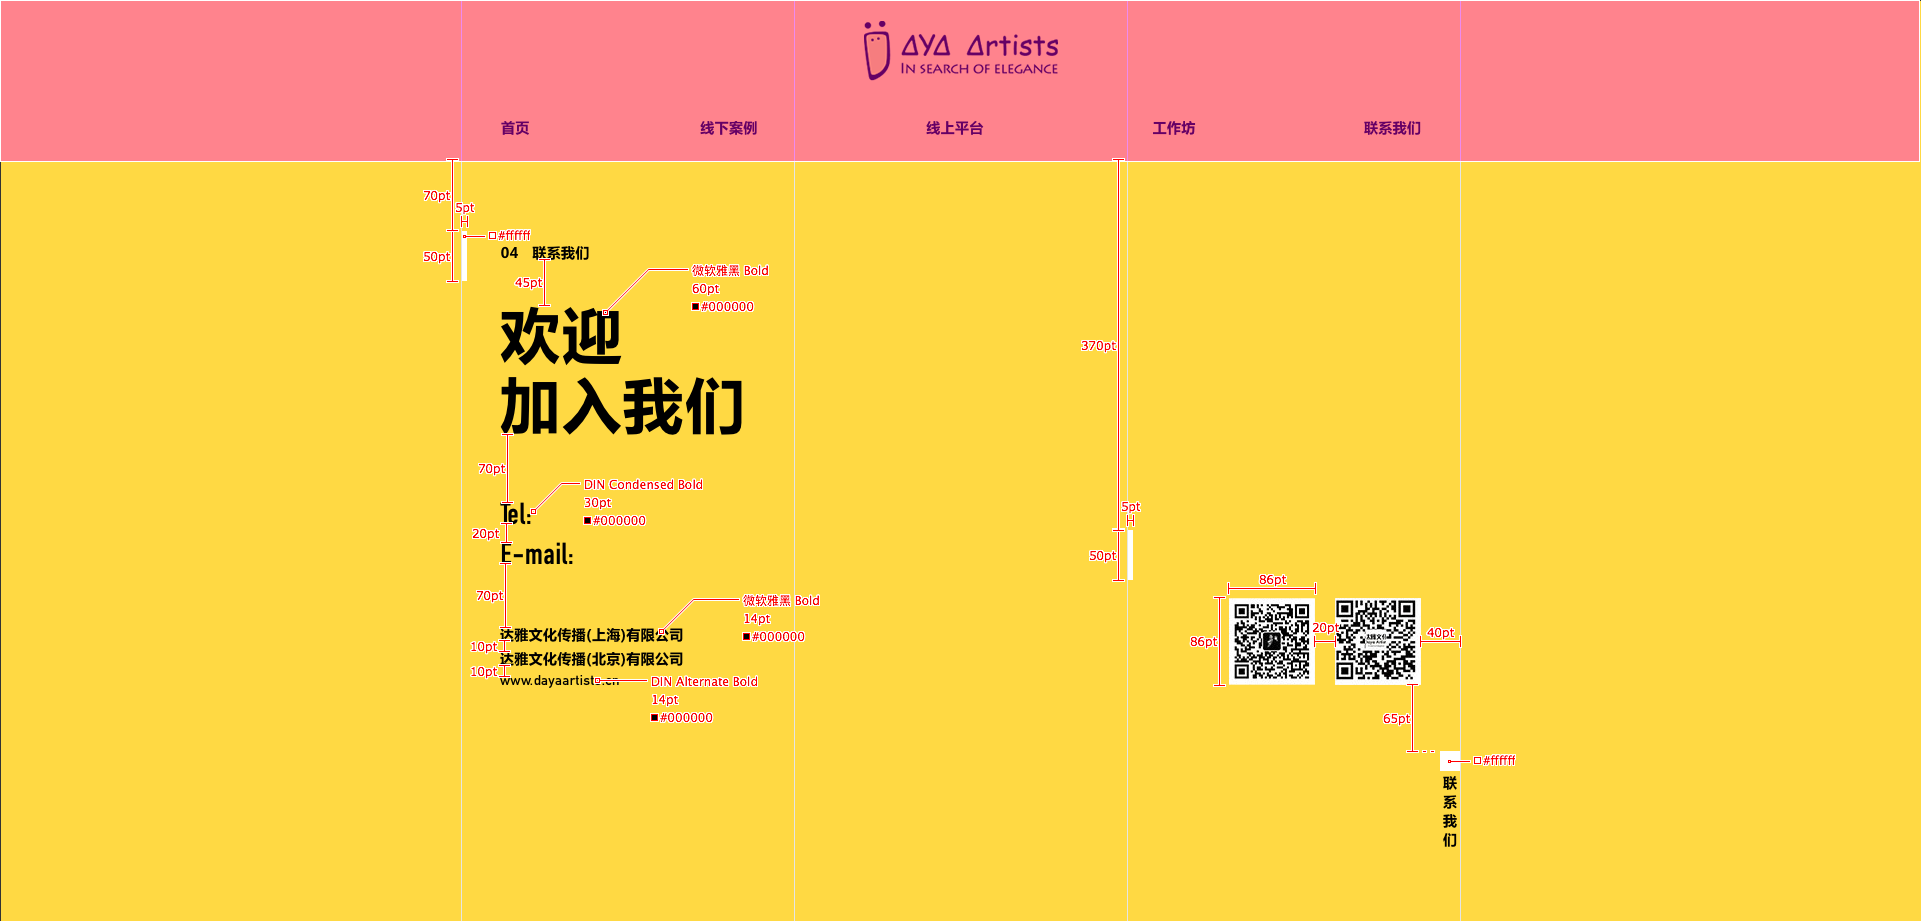 DAYA Artists
IN SEARCH OF ELEGANCE
首页
线下案例
线上平台
工作坊
联系我们
70pt
5pt
#ffffff
50pt
04 联系我们
45pt
微软雅黑 Bold
60pt
#000000
欢迎
加入我们
70pt
DIN Condensed Bold
30pt
#000000
Tel:
20pt
E-mail:
70pt
微软雅黑 Bold
14pt
#000000
达雅文化传播(上海)有限公司
10pt
达雅文化传播(北京)有限公司
10pt
www.dayaartists.cn
DIN Alternate Bold
14pt
#000000
370pt
5pt
50pt
86pt
86pt
20pt
40pt
65pt
#ffffff
联系我们